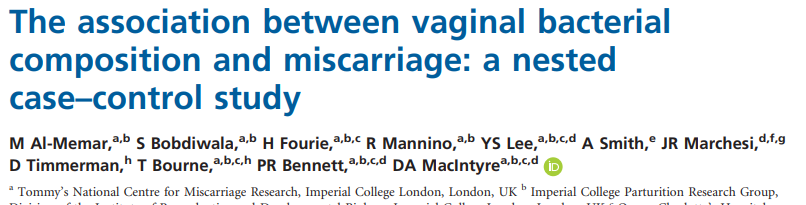 The association between vaginal bacterial
composition and miscarriage: a nested
case–control study
M Al-Memar,a,b S Bobdiwala,a,b H Fourie,a,b,c R Mannino,a,b YS Lee,a,b,c,d A Smith,e JR Marchesi,d,f,g
D Timmerman,h T Bourne,a,b,c,h PR Bennett,a,b,c,d DA MacIntyrea,b,c,d iD
a Tommy's National Centre for Miscarriage Research, Imperial College London, London, UK b Imperial College Parturition Research Group,